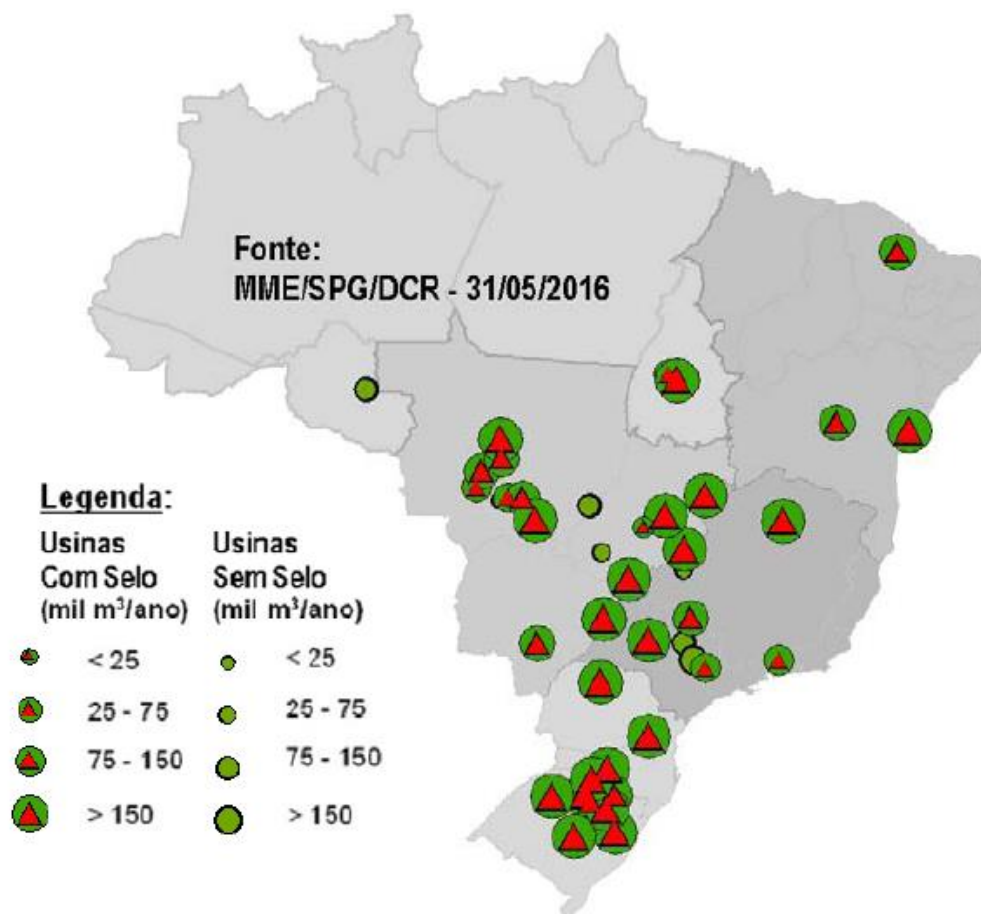 Fonte:
MME/SPG/DCR - 31/05/2016
Legenda:
Usinas
Com Selo
(mil m³/ano)
< 25
25 - 75
75 - 150
> 150
Usinas
Sem Selo
(mil m³/ano)
< 25
25 - 75
75 - 150
> 150